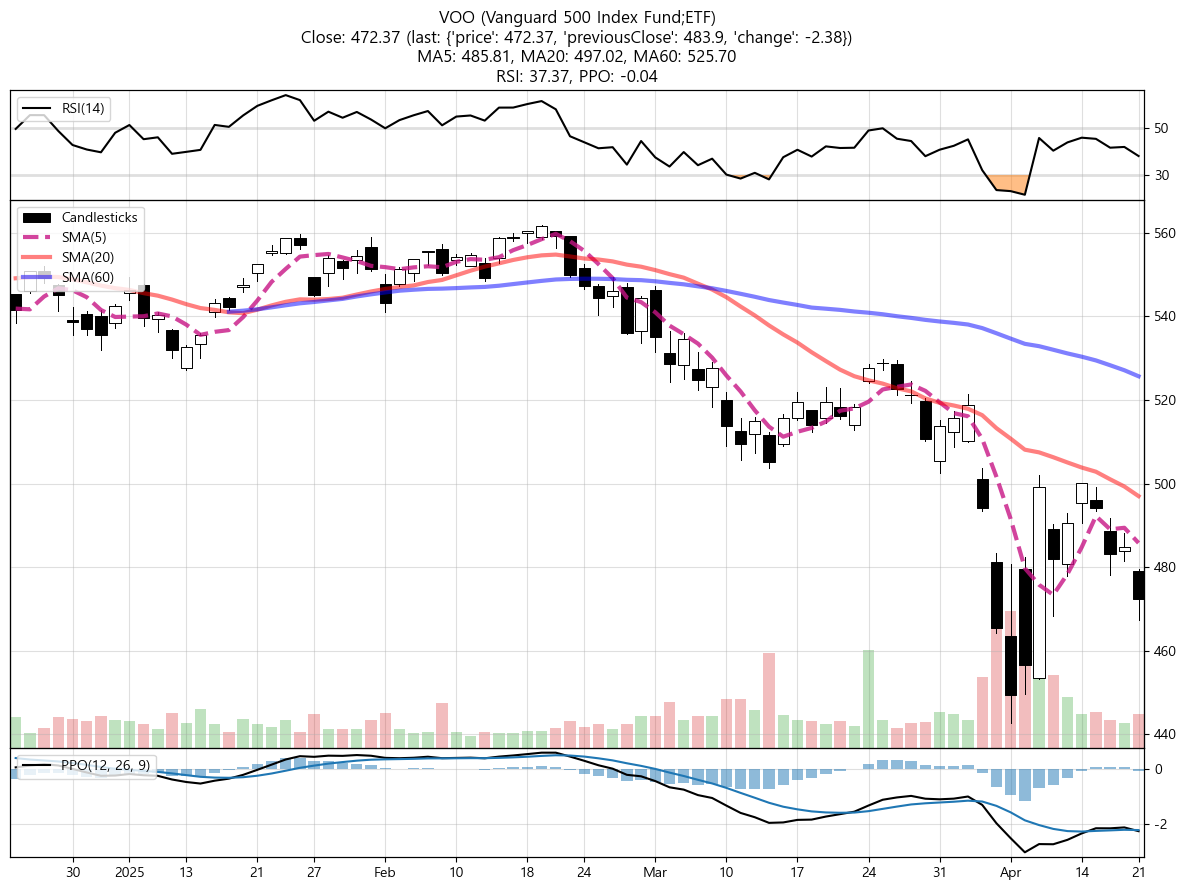 VOO (Vanguard 500 Index Fund;ETF)
Close: 472.37 (last: {'price': 472.37, 'previousClose': 483.9, 'change': -2.38})
MA5: 485.81, MA20: 497.02, MA60: 525.70
RSI: 37.37, PPO: -0.04
RSI(14)
50
30
Candlesticks
SMA(5)
SMA(20)
SMA(60)
560
540
520
500
480
460
440
PPO(12, 26, 9)
0
-2
30 2025 13 21 27 Feb 10 18 24 Mar 10 17 24 31 Apr 14 21